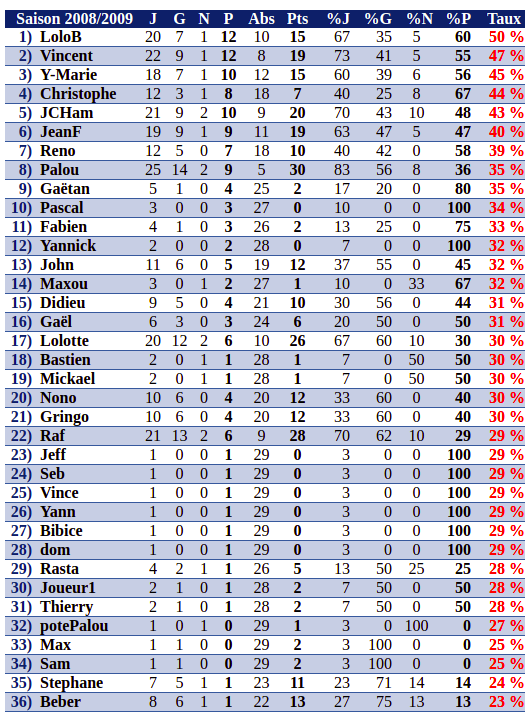 Saison 2008/2009 J G N P Abs Pts %J %G %N %P Taux
1) LoloB 20 7 1 12 10 15 67 35 5 60 50 %
2) Vincent 22 9 1 12 8 19 73 41 5 55 47 %
3) Y-Marie 18 7 1 10 12 15 60 39 6 56 45 %
4) Christophe 12 3 1 8 18 7 40 25 8 67 44 %
5) JCHam 21 9 2 10 9 20 70 43 10 48 43 %
6) JeanF 19 9 1 9 11 19 63 47 5 47 40 %
7) Reno 12 5 0 7 18 10 40 42 0 58 39 %
8) Palou 25 14 2 9 5 30 83 56 8 36 35 %
9) Gaëtan 5 1 0 4 25 2 17 20 0 80 35 %
10) Pascal 3 0 0 3 27 0 10 0 0 100 34 %
11) Fabien 4 1 0 3 26 2 13 25 0 75 33 %
12) Yannick 2 0 0 2 28 0 7 0 0 100 32 %
13) John 11 6 0 5 19 12 37 55 0 45 32 %
14) Maxou 3 0 1 2 27 1 10 0 33 67 32 %
15) Didieu 9 5 0 4 21 10 30 56 0 44 31 %
16) Gaël 6 3 0 3 24 6 20 50 0 50 31 %
17) Lolotte 20 12 2 6 10 26 67 60 10 30 30 %
18) Bastien 2 0 1 1 28 1 7 0 50 50 30 %
19) Mickael 2 0 1 1 28 1 7 0 50 50 30 %
20) Nono 10 6 0 4 20 12 33 60 0 40 30 %
21) Gringo 10 6 0 4 20 12 33 60 0 40 30 %
22) Raf 21 13 2 6 9 28 70 62 10 29 29 %
23) Jeff 1 0 0 1 29 0 3 0 0 100 29 %
24) Seb 1 0 0 1 29 0 3 0 0 100 29 %
25) Vince 1 0 0 1 29 0 3 0 0 100 29 %
26) Yann 1 0 0 1 29 0 3 0 0 100 29 %
27) Bibice 1 0 0 1 29 0 3 0 0 100 29 %
28) dom 1 0 0 1 29 0 3 0 0 100 29 %
29) Rasta 4 2 1 1 26 5 13 50 25 25 28 %
30) Joueur1 2 1 0 1 28 2 7 50 0 50 28 %
31) Thierry 2 1 0 1 28 2 7 50 0 50 28 %
32) potePalou 1 0 1 0 29 1 3 0 100 0 27 %
33) Max 1 1 0 0 29 2 3 100 0 0 25 %
34) Sam 1 1 0 0 29 2 3 100 0 0 25 %
35) Stephane 7 5 1 1 23 11 23 71 14 14 24 %
36) Beber 8 6 1 1 22 13 27 75 13 13 23 %